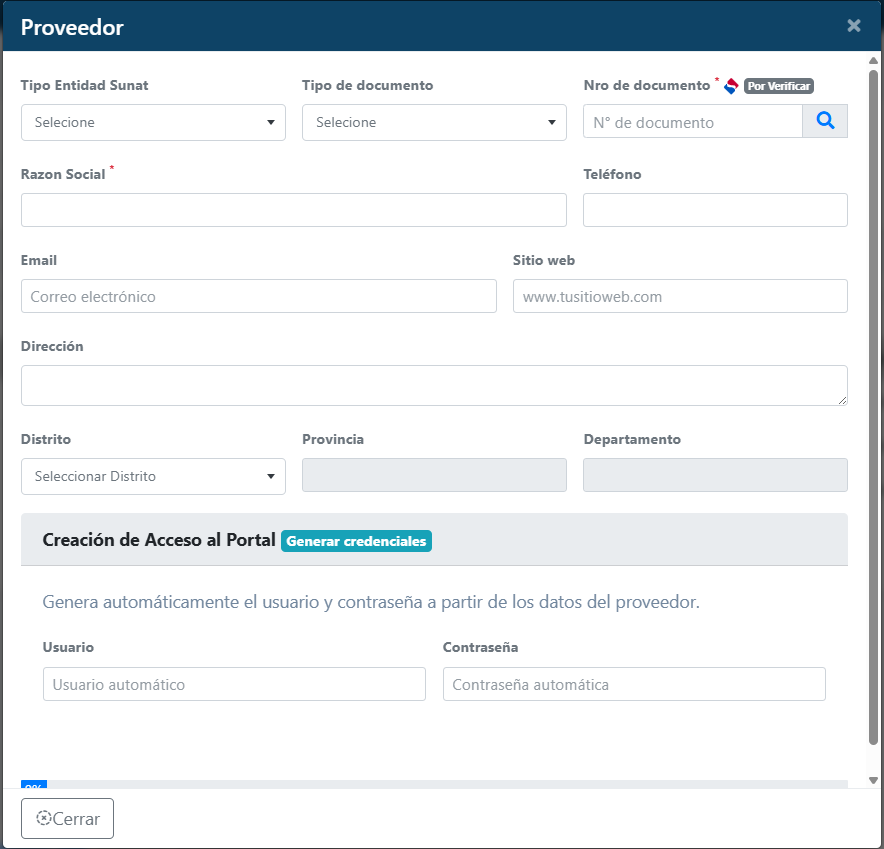 Proveedor ×
Tipo Entidad Sunat Tipo de documento Nro de documento * Por Verificar
Selecione Selecione N° de documento
Razon Social * Teléfono
Email Sitio web
Correo electrónico www.tusitioweb.com
Dirección
Distrito Provincia Departamento
Seleccionar Distrito
Creación de Acceso al Portal Generar credenciales
Genera automáticamente el usuario y contraseña a partir de los datos del proveedor.
Usuario Contraseña
Usuario automático Contraseña automática
Cerrar